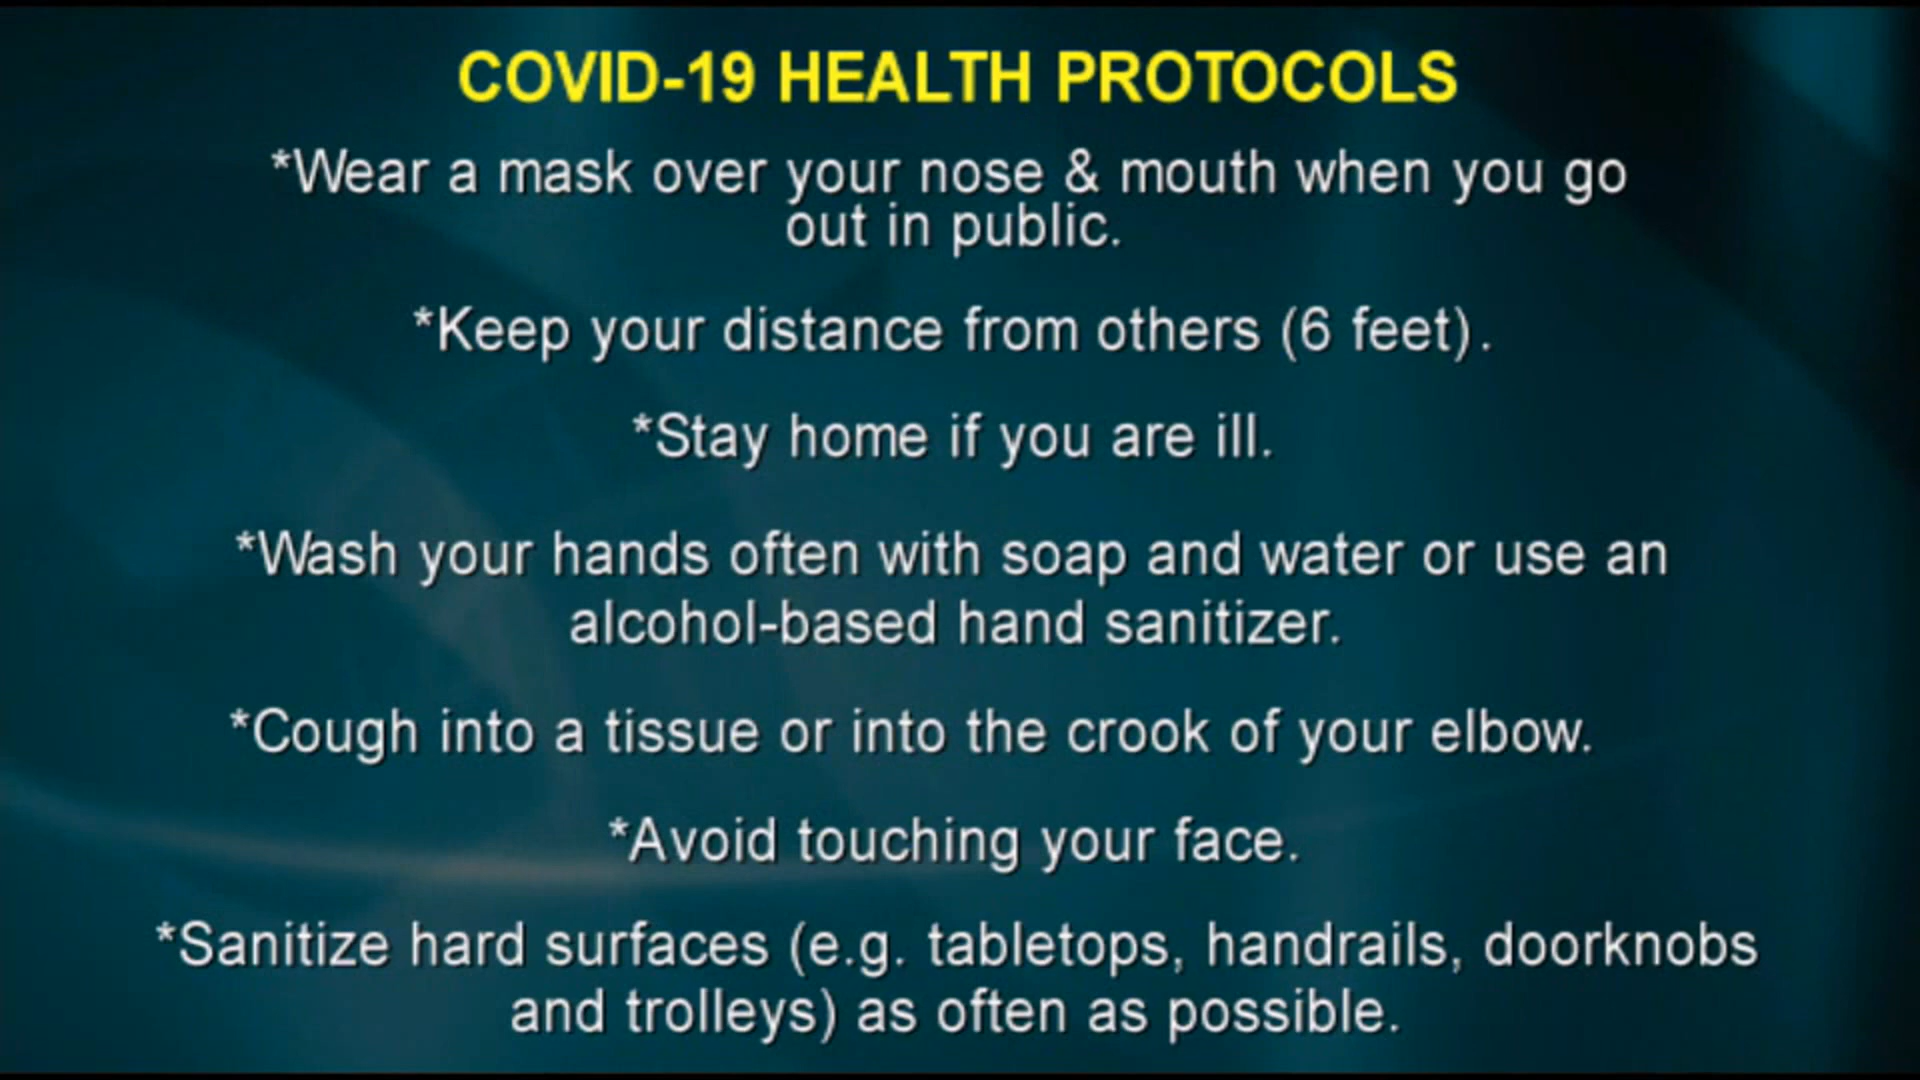 COVID-19 HEALTH PROTOCOLS
*Wear a mask over your nose & mouth when you go
out in public.
*Keep your distance from others (6 feet).
*Stay home if you are ill.
*Wash your hands often with soap and water or use an
alcohol-based hand sanitizer.
*Cough into a tissue or into the crook of your elbow.
*Avoid touching your face.
*Sanitize hard surfaces (e.g. tabletops, handrails, doorknobs
and trolleys) as often as possible.